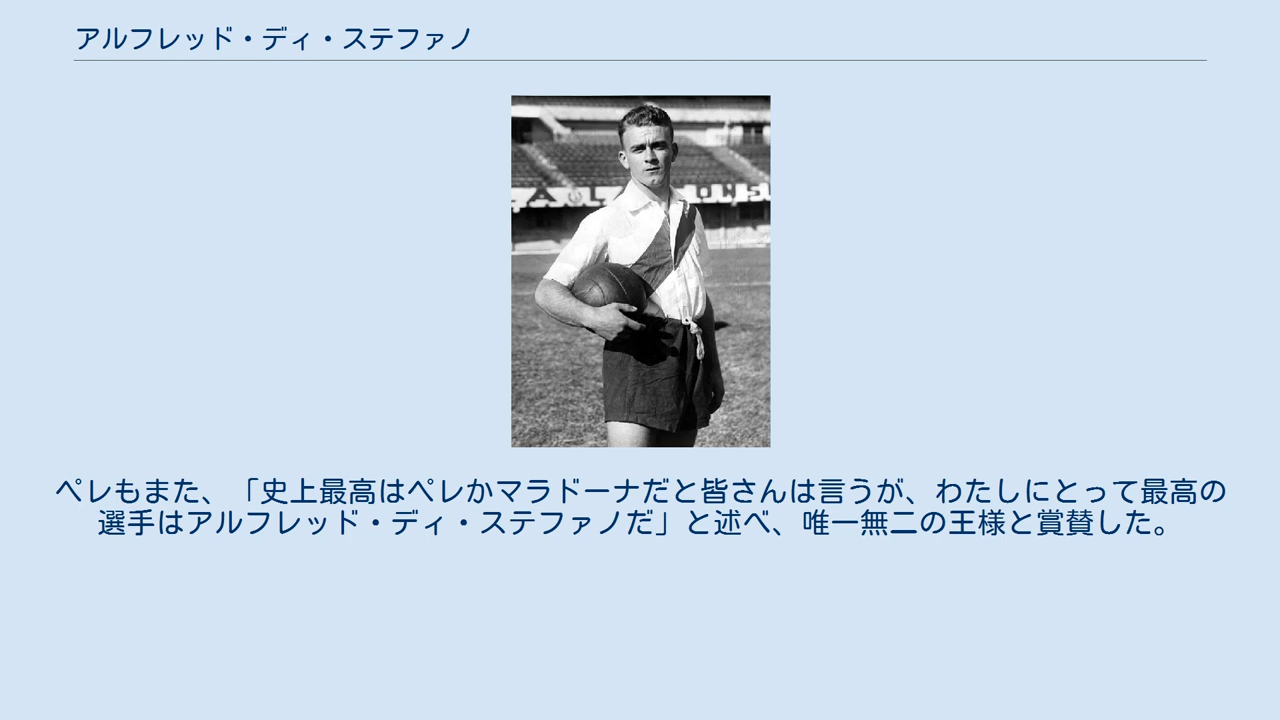 アルフレッド・ディ・ステファノ
ペレもまた、「史上最高はペレかマラドーナだと皆さんは言うが、わたしにとって最高の
選手はアルフレッド・ディ・ステファノだ」と述べ、唯一無二の王様と賞賛した。